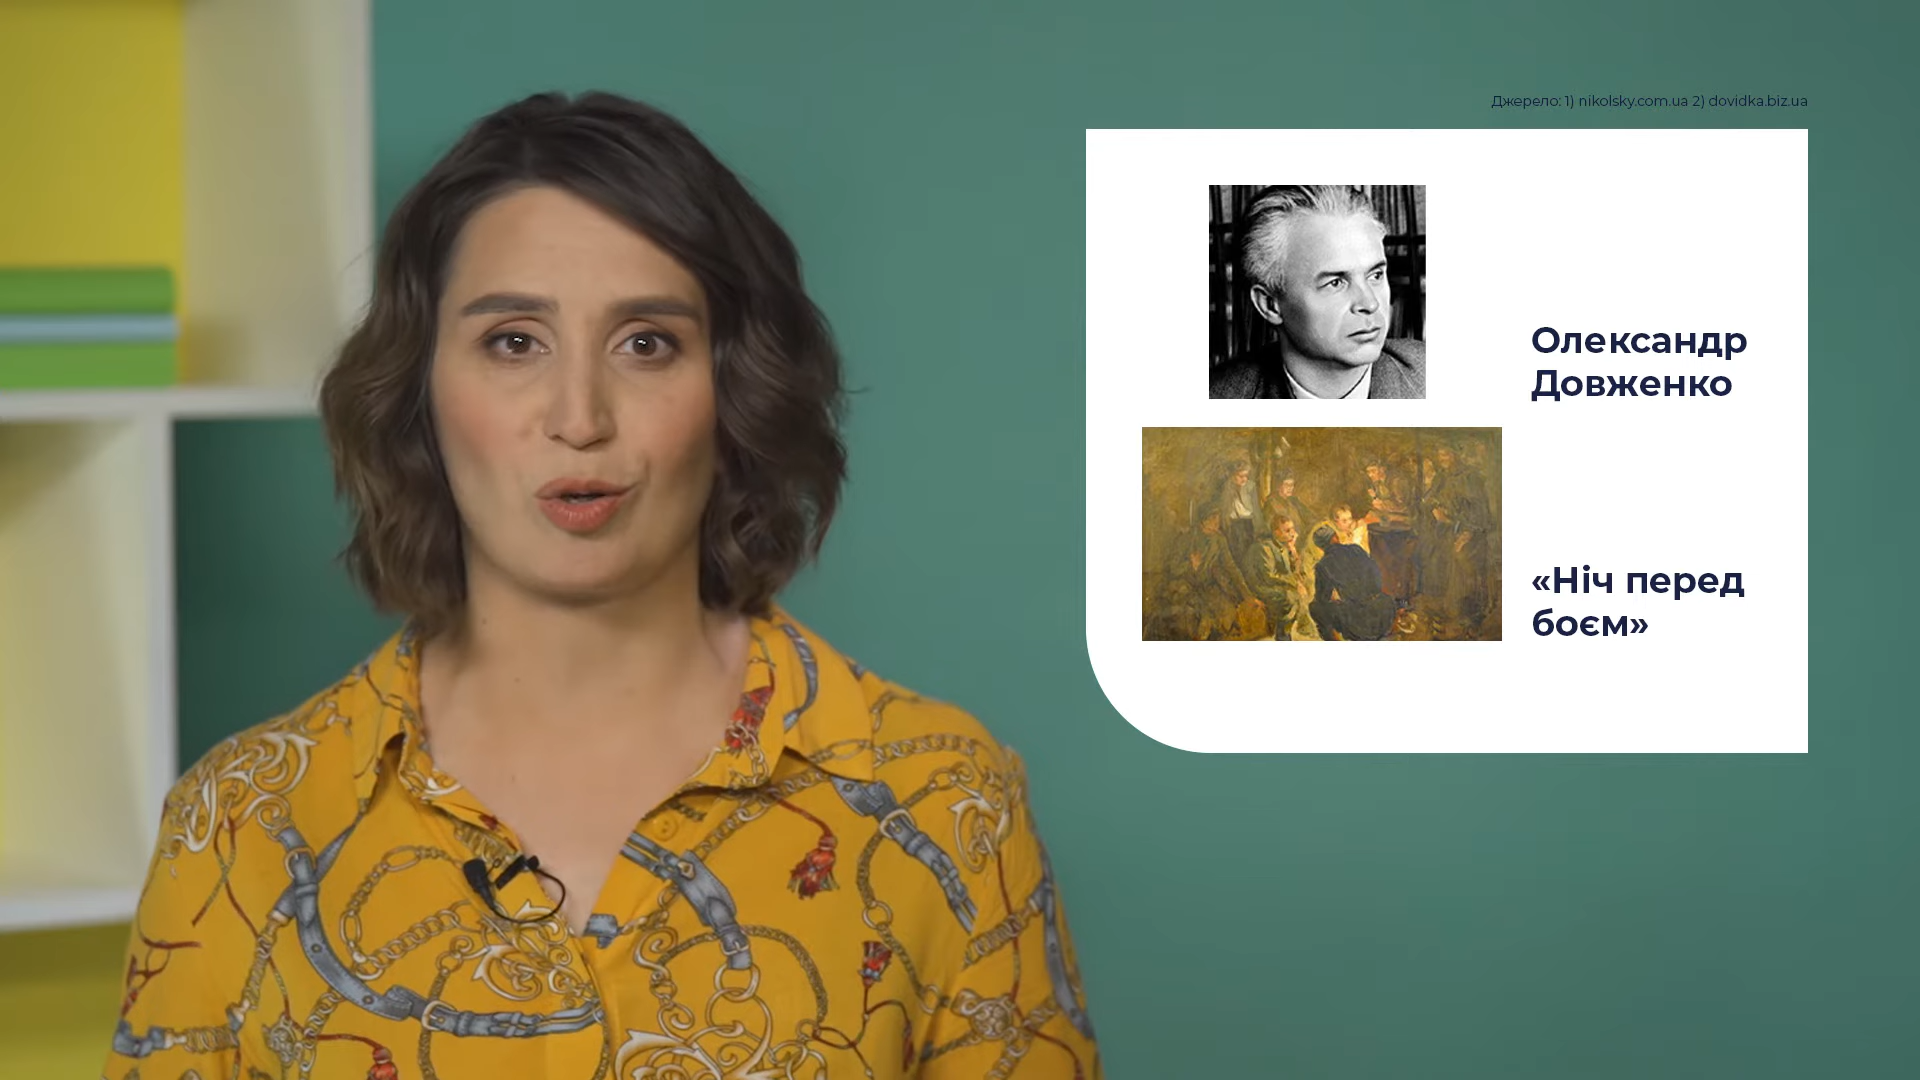 Джерело: 1) nikolsky.com.ua 2) dovidka.biz.ua
Олександр
Довженко
«Ніч перед
боєм»